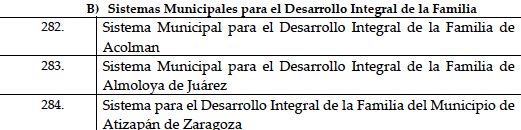 B) Sistemas Municipales para el Desarrollo Integral de la Familia
282. Sistema Municipal para el Desarrollo Integral de la Familia de
Acolman
283. Sistema Municipal para el Desarrollo Integral de la Familia de
Almoloya de Juárez
284. Sistema para el Desarrollo Integral de la Familia del Municipio de
Atizapán de Zaragoza